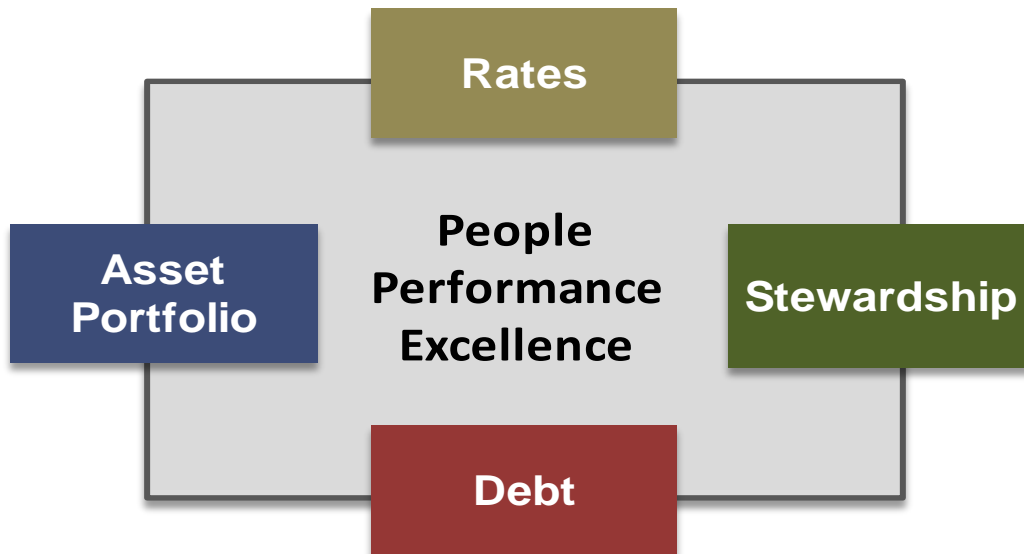 Rates
People
Performance
Excellence
Asset
Portfolio
Stewardship
Debt